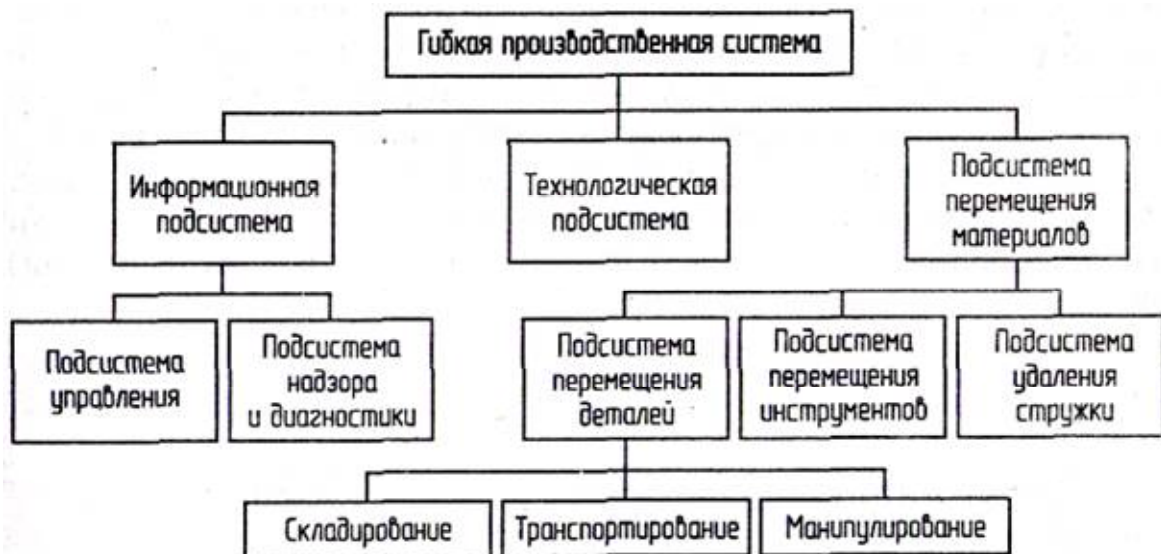 Гибкая производственная система
Информационная
подсистема
Технологическая
подсистема
Подсистема
перемещения
материалов
Подсистема
управления
Подсистема
надзора
и диагностики
Подсистема
перемещения
деталей
Подсистема
перемещения
инструментов
Подсистема
удаления
стружки
Складирование
Транспортирование
Манипулирование